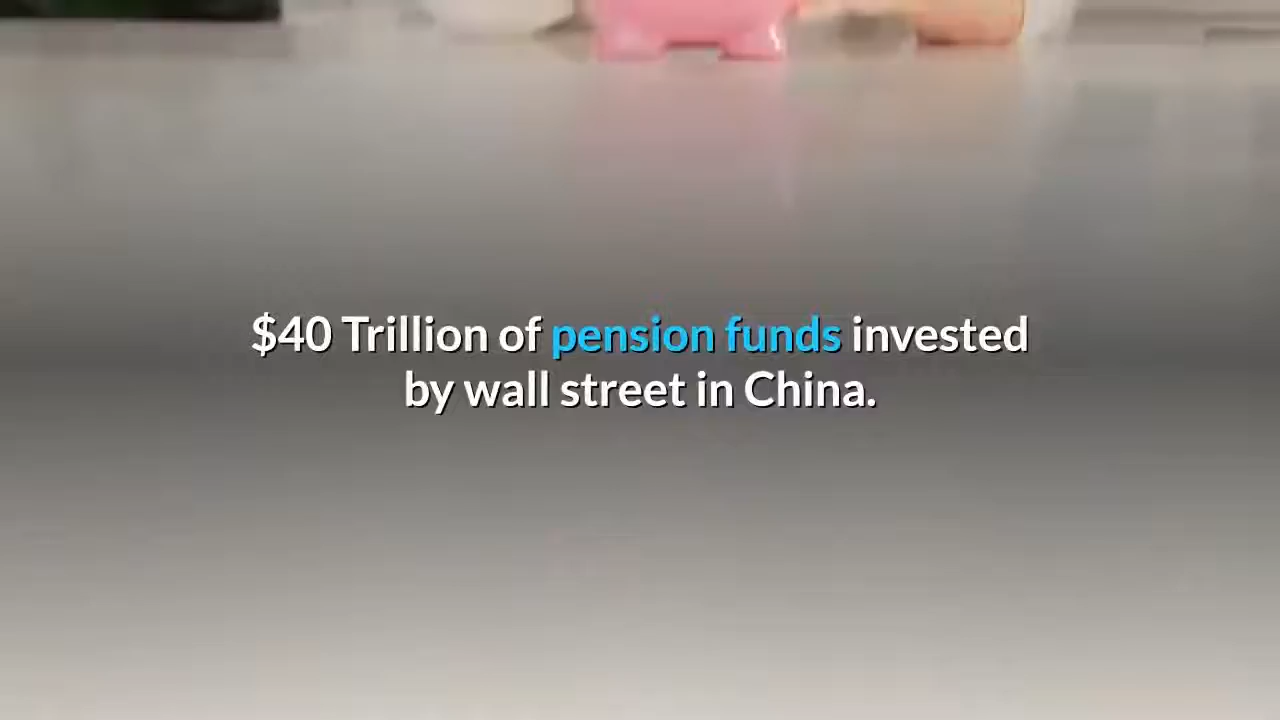 $40 Trillion of pension funds invested
by wall street in China.